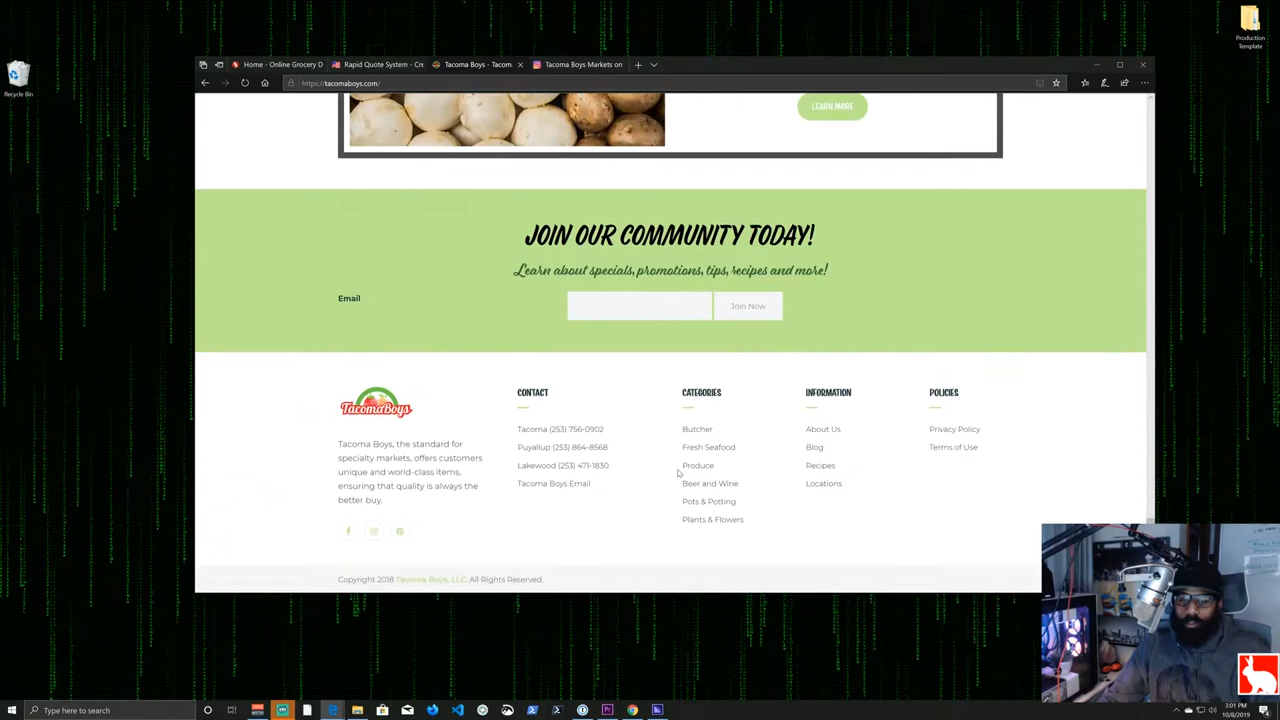 Recycle Bin
Production
Template
Home - Online Grocery D
Rapid Quote System - Cre
Tacoma Boys - Tacom
Tacoma Boys Markets on
https://tacomaboys.com/
LEARN MORE
JOIN OUR COMMUNITY TODAY!
Learn about specials, promotions, tips, recipes and more!
Email
Join Now
TacomaBoys
Tacoma Boys, the standard for
specialty markets, offers customers
unique and world-class items,
ensuring that quality is always the
better buy.
CONTACT
Tacoma (253) 756-0902
Puyallup (253) 864-8568
Lakewood (253) 471-1830
Tacoma Boys Email
CATEGORIES
Butcher
Fresh Seafood
Produce
Beer and Wine
Pots & Potting
Plants & Flowers
INFORMATION
About Us
Blog
Recipes
Locations
POLICIES
Privacy Policy
Terms of Use
Copyright 2018 Tacoma Boys, LLC. All Rights Reserved.
Type here to search
3:01 PM
10/8/2019